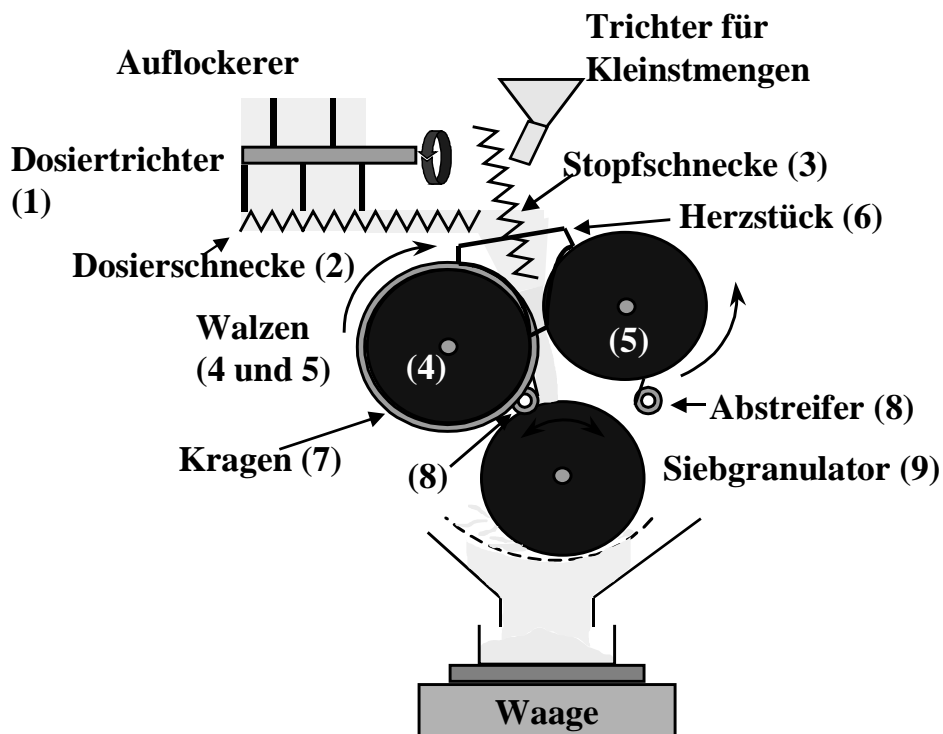 Auflockerer
Trichter für
Kleinstmengen
Dosiertrichter
(1)
Stopfschnecke (3)
Herzstück (6)
Dosierschnecke (2)
Walzen
(4 und 5)
(4)
(5)
Abstreifer (8)
Kragen (7)
(8)
Siebgranulator (9)
Waage